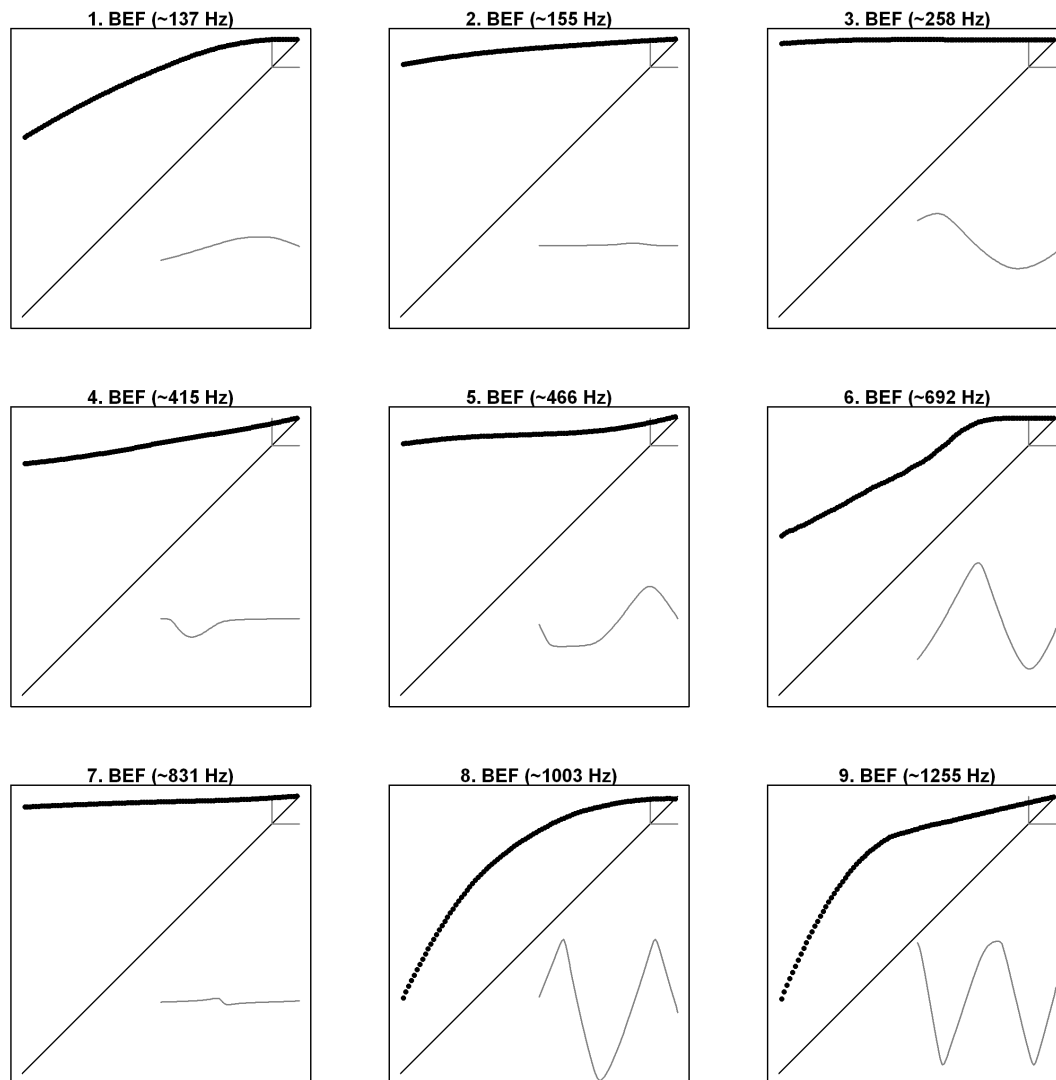 1. BEF (~137 Hz)
2. BEF (~155 Hz)
3. BEF (~258 Hz)
4. BEF (~415 Hz)
5. BEF (~466 Hz)
6. BEF (~692 Hz)
7. BEF (~831 Hz)
8. BEF (~1003 Hz)
9. BEF (~1255 Hz)